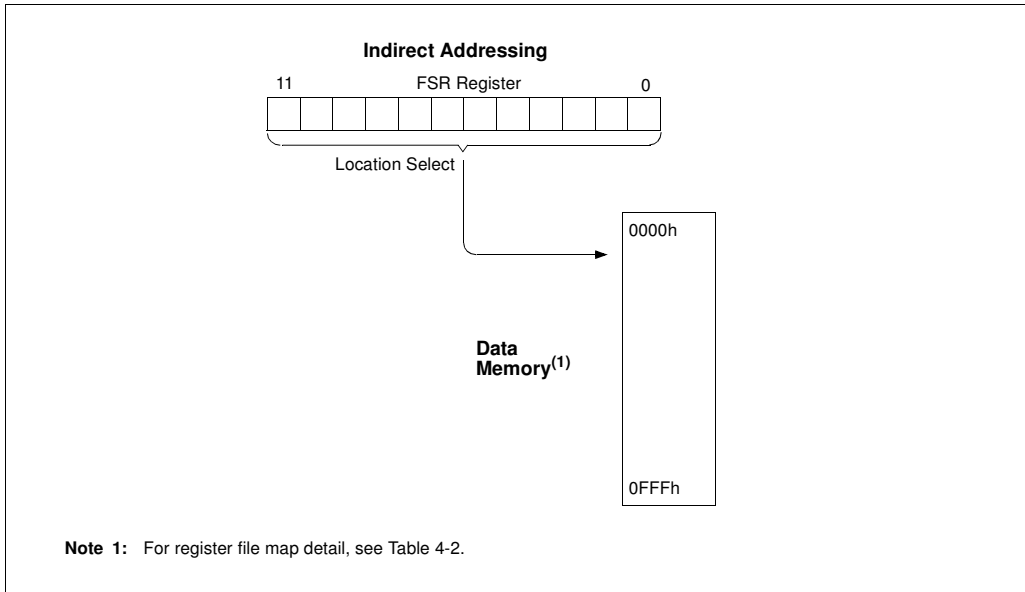 Indirect Addressing
11 FSR Register 0
Location Select
0000h
Data
Memory(1)
0FFFh
Note 1: For register file map detail, see Table 4-2.